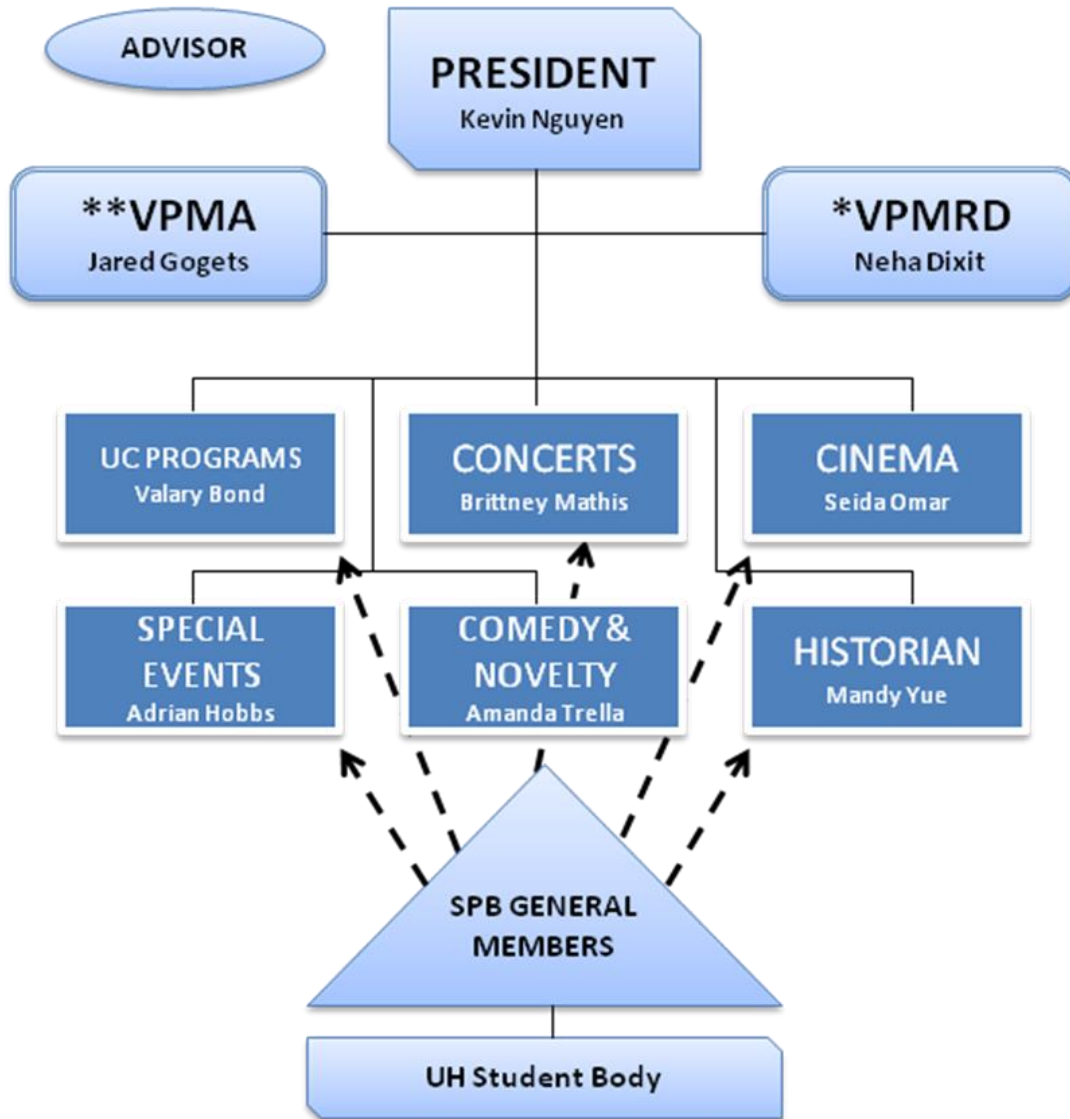 ADVISOR
PRESIDENT
Kevin Nguyen
**VPMA
Jared Gogets
*VPMRD
Neha Dixit
UC PROGRAMS
Valary Bond
CONCERTS
Brittney Mathis
CINEMA
Seida Omar
SPECIAL
EVENTS
Adrian Hobbs
COMEDY &
NOVELTY
Amanda Trella
HISTORIAN
Mandy Yue
SPB GENERAL
MEMBERS
UH Student Body